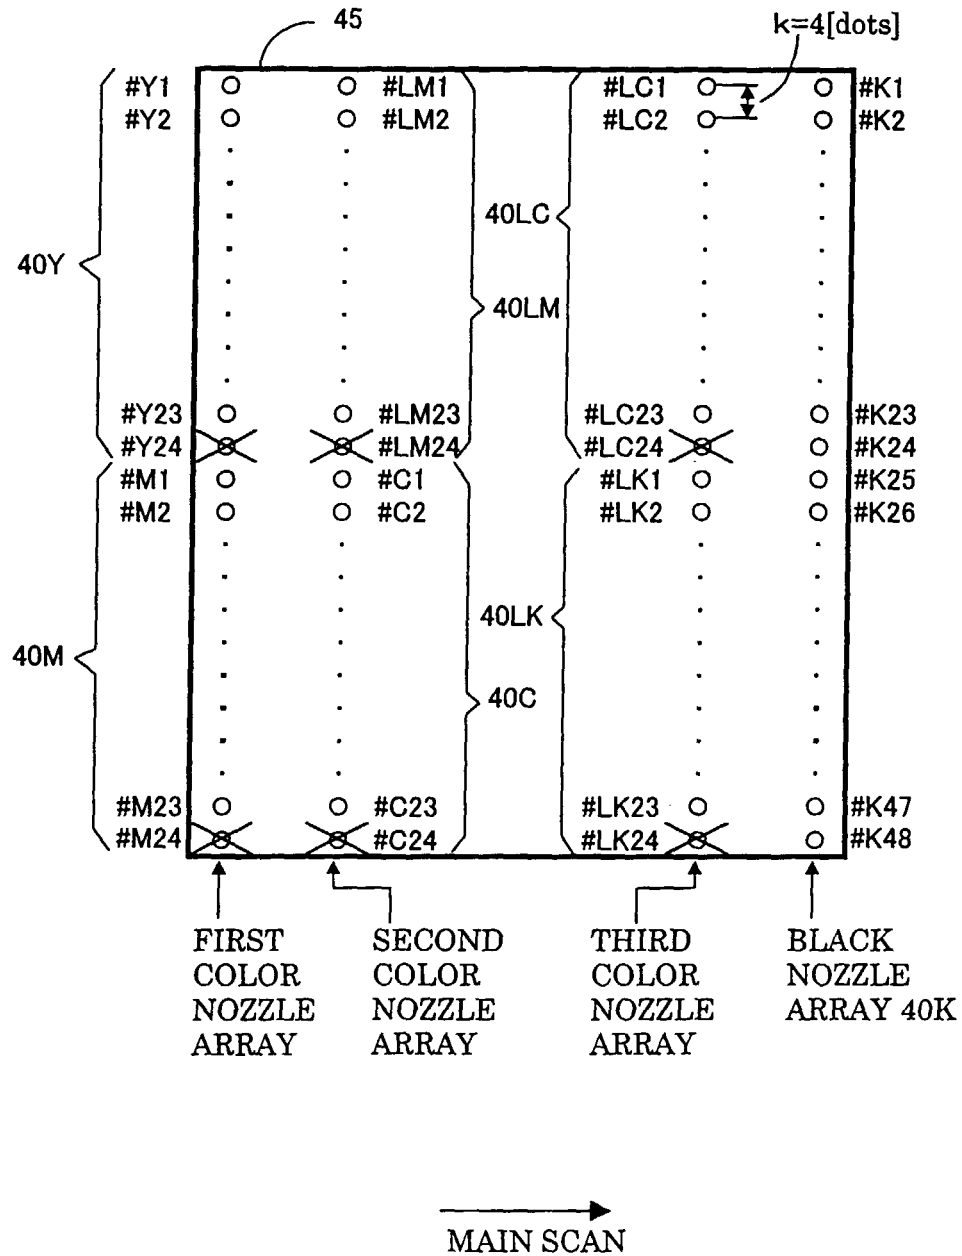 45
k=4[dots]
#Y1 #LM1 #LC1 #K1
#Y2 #LM2 #LC2 #K2
40LC
40Y
40LM
#Y23 #LM23 #LC23 #K23
#Y24 #LM24 #LC24 #K24
#M1 #C1 #LK1 #K25
#M2 #C2 #LK2 #K26
40LK
40M
40C
#M23 #C23 #LK23 #K47
#M24 #C24 #LK24 #K48
FIRST
COLOR
NOZZLE
ARRAY
SECOND
COLOR
NOZZLE
ARRAY
THIRD
COLOR
NOZZLE
ARRAY
BLACK
NOZZLE
ARRAY 40K
MAIN SCAN